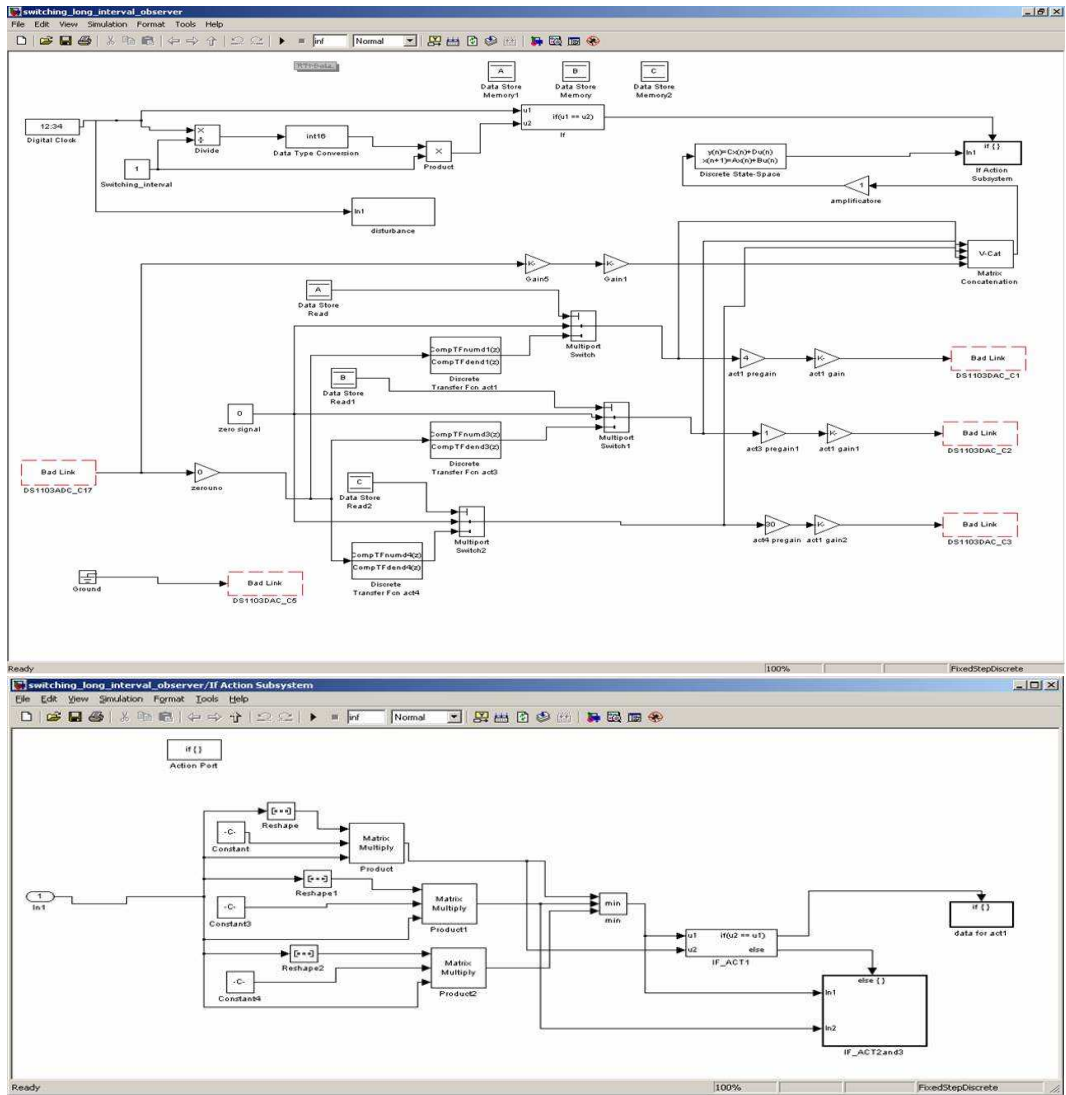 switching_long_interval_observer
File Edit View Simulation Format Tools Help
inf Normal
A B C
Data Store Memory1
Data Store Memory
Data Store Memory2
12:34
Digital Clock
×
÷
Divide
int16
Data Type Conversion
×
Product
1
Switching_interval
u1
u2
if(u1 == u2)
If
y(n)=Cx(n)+Du(n)
x(n+1)=Ax(n)+Bu(n)
Discrete State-Space
if { }
In1
If Action Subsystem
1
amplificatore
In1
disturbance
K-
Gain5
K-
Gain1
V-Cat
Matrix Concatenation
A
Data Store Read
Multiport Switch
CompTFnumd1(z)
CompTFdend1(z)
Discrete Transfer Fcn act1
4
act1 pregain
K-
act1 gain
Bad Link
DS1103DAC_C1
B
Data Store Read1
0
zero signal
Multiport Switch1
CompTFnumd3(z)
CompTFdend3(z)
Discrete Transfer Fcn act3
1
act3 pregain1
K-
act1 gain1
Bad Link
DS1103DAC_C2
Bad Link
DS1103ADC_C17
0
zerouno
C
Data Store Read2
Multiport Switch2
CompTFnumd4(z)
CompTFdend4(z)
Discrete Transfer Fcn act4
30
act4 pregain
K-
act1 gain2
Bad Link
DS1103DAC_C3
Ground
Bad Link
DS1103DAC_C5
Ready 100% FixedStepDiscrete
switching_long_interval_observer/If Action Subsystem
File Edit View Simulation Format Tools Help
inf Normal
if { }
Action Port
Reshape
-C-
Constant
Matrix Multiply
Product
1
In1
Reshape1
-C-
Constant3
Matrix Multiply
Product1
Reshape2
-C-
Constant4
Matrix Multiply
Product2
min
min
u1
u2
if(u2 == u1)
else
IF_ACT1
if { }
data for act1
else { }
In1
In2
IF_ACT2and3
Ready 100% FixedStepDiscrete